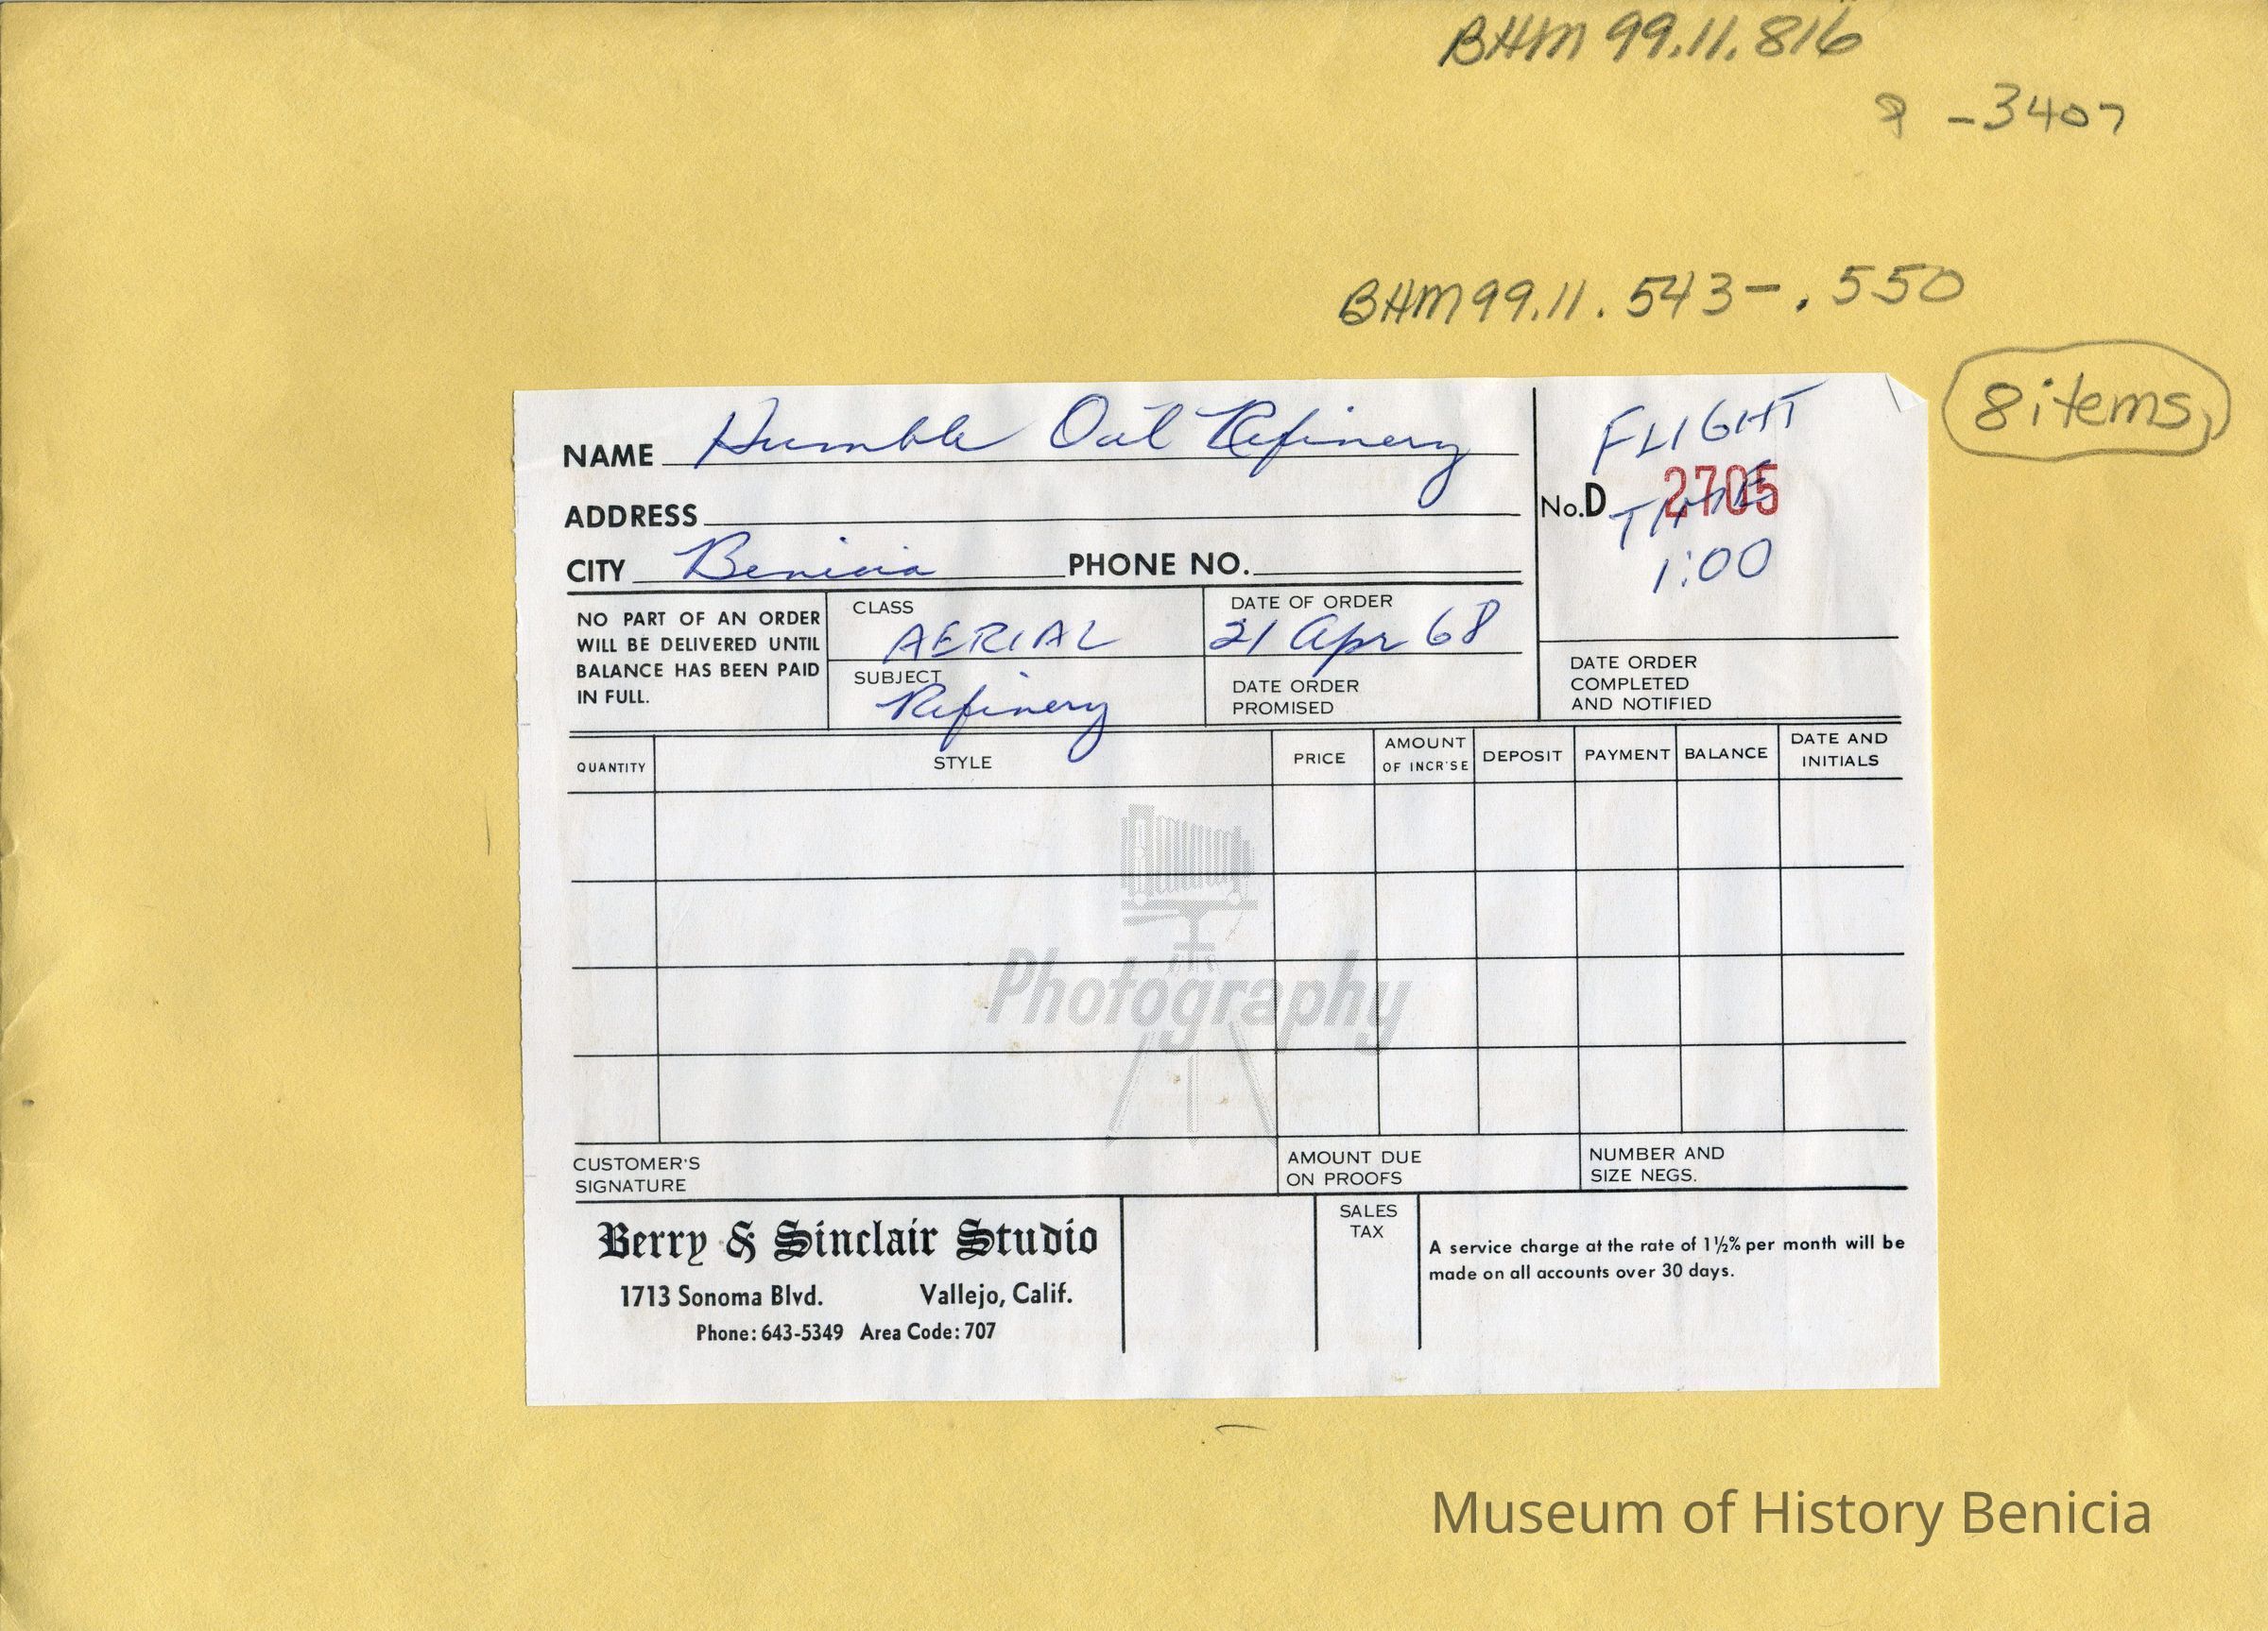 BHM 99.11.816
-3407
BHM99.11.543-.550
8 items
NAME Humble Oil Refinery
FLIGHT
No.D 2705
TIME
1:00
ADDRESS
CITY Benicia PHONE NO.
NO PART OF AN ORDER
WILL BE DELIVERED UNTIL
BALANCE HAS BEEN PAID
IN FULL.
CLASS
AERIAL
SUBJECT
Refinery
DATE OF ORDER
21 Apr 68
DATE ORDER
PROMISED
DATE ORDER
COMPLETED
AND NOTIFIED
QUANTITY
STYLE
PRICE
AMOUNT
OF INCR'SE
DEPOSIT
PAYMENT
BALANCE
DATE AND
INITIALS
Photography
CUSTOMER'S
SIGNATURE
AMOUNT DUE
ON PROOFS
NUMBER AND
SIZE NEGS.
Berry & Sinclair Studio
1713 Sonoma Blvd. Vallejo, Calif.
Phone: 643-5349 Area Code: 707
SALES
TAX
A service charge at the rate of 1½% per month will be
made on all accounts over 30 days.
Museum of History Benicia